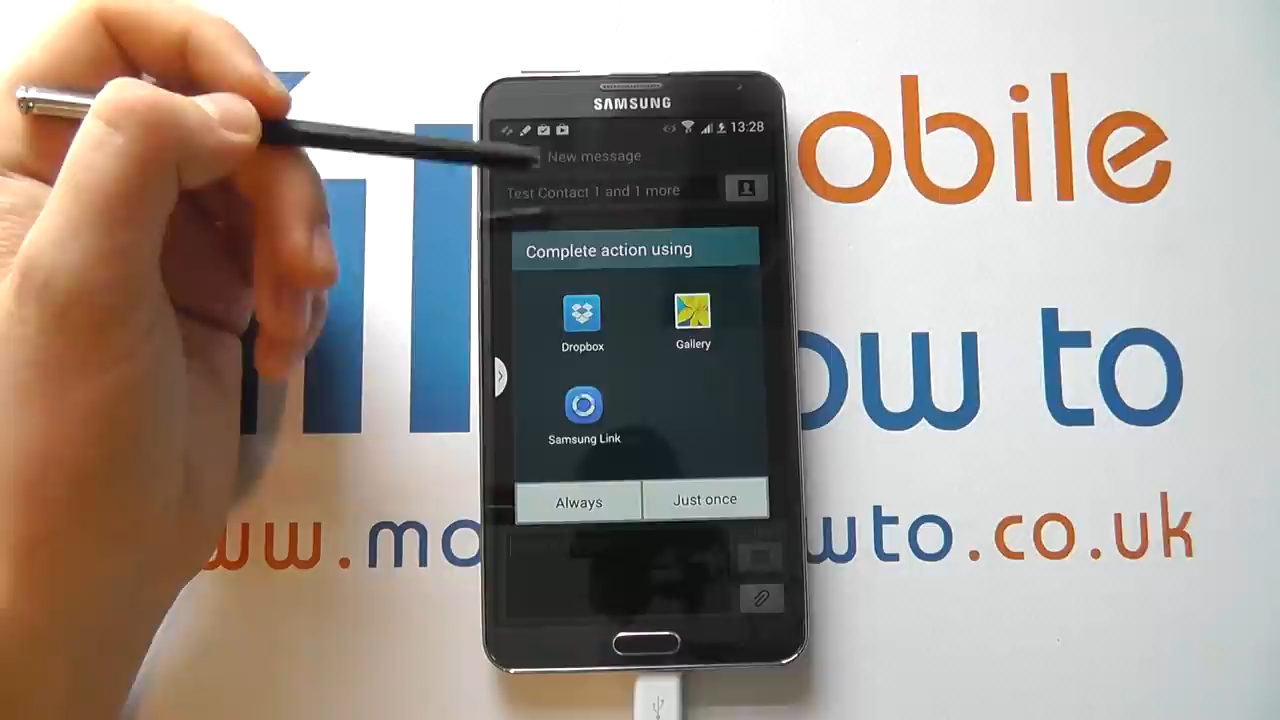 obile
ow to
www.mo wto.co.uk
SAMSUNG
13:28
New message
Test Contact 1 and 1 more
Complete action using
Dropbox
Gallery
Samsung Link
Always
Just once